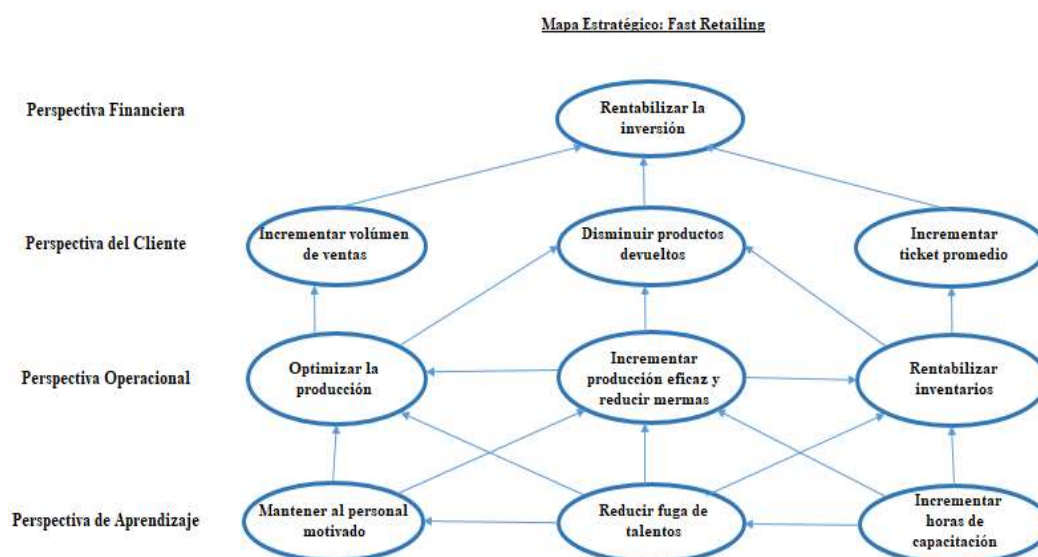 Mapa Estratégico: Fast Retailing
Perspectiva Financiera
Rentabilizar la
inversión
Perspectiva del Cliente
Incrementar volúmen
de ventas
Disminuir productos
devueltos
Incrementar
ticket promedio
Perspectiva Operacional
Optimizar la
producción
Incrementar
producción eficaz y
reducir mermas
Rentabilizar
inventarios
Perspectiva de Aprendizaje
Mantener al personal
motivado
Reducir fuga de
talentos
Incrementar
horas de
capacitación